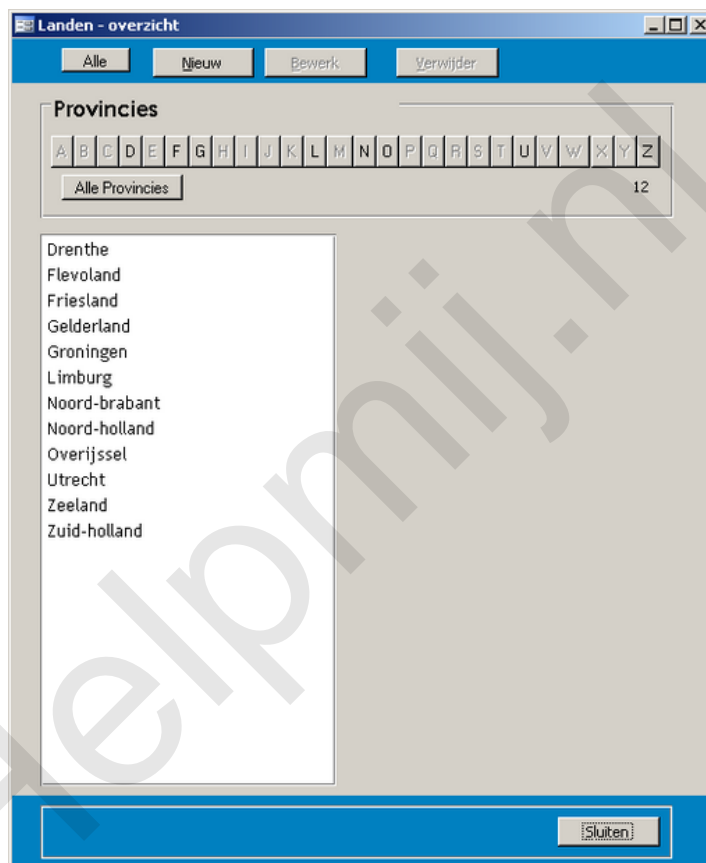 Landen - overzicht
Alle Nieuw Bewerk Verwijder
Provincies
A B C D E F G H I J K L M N O P Q R S T U V W X Y Z
Alle Provincies 12
Drenthe
Flevoland
Friesland
Gelderland
Groningen
Limburg
Noord-brabant
Noord-holland
Overijssel
Utrecht
Zeeland
Zuid-holland
Sluiten
Helpmij.nl